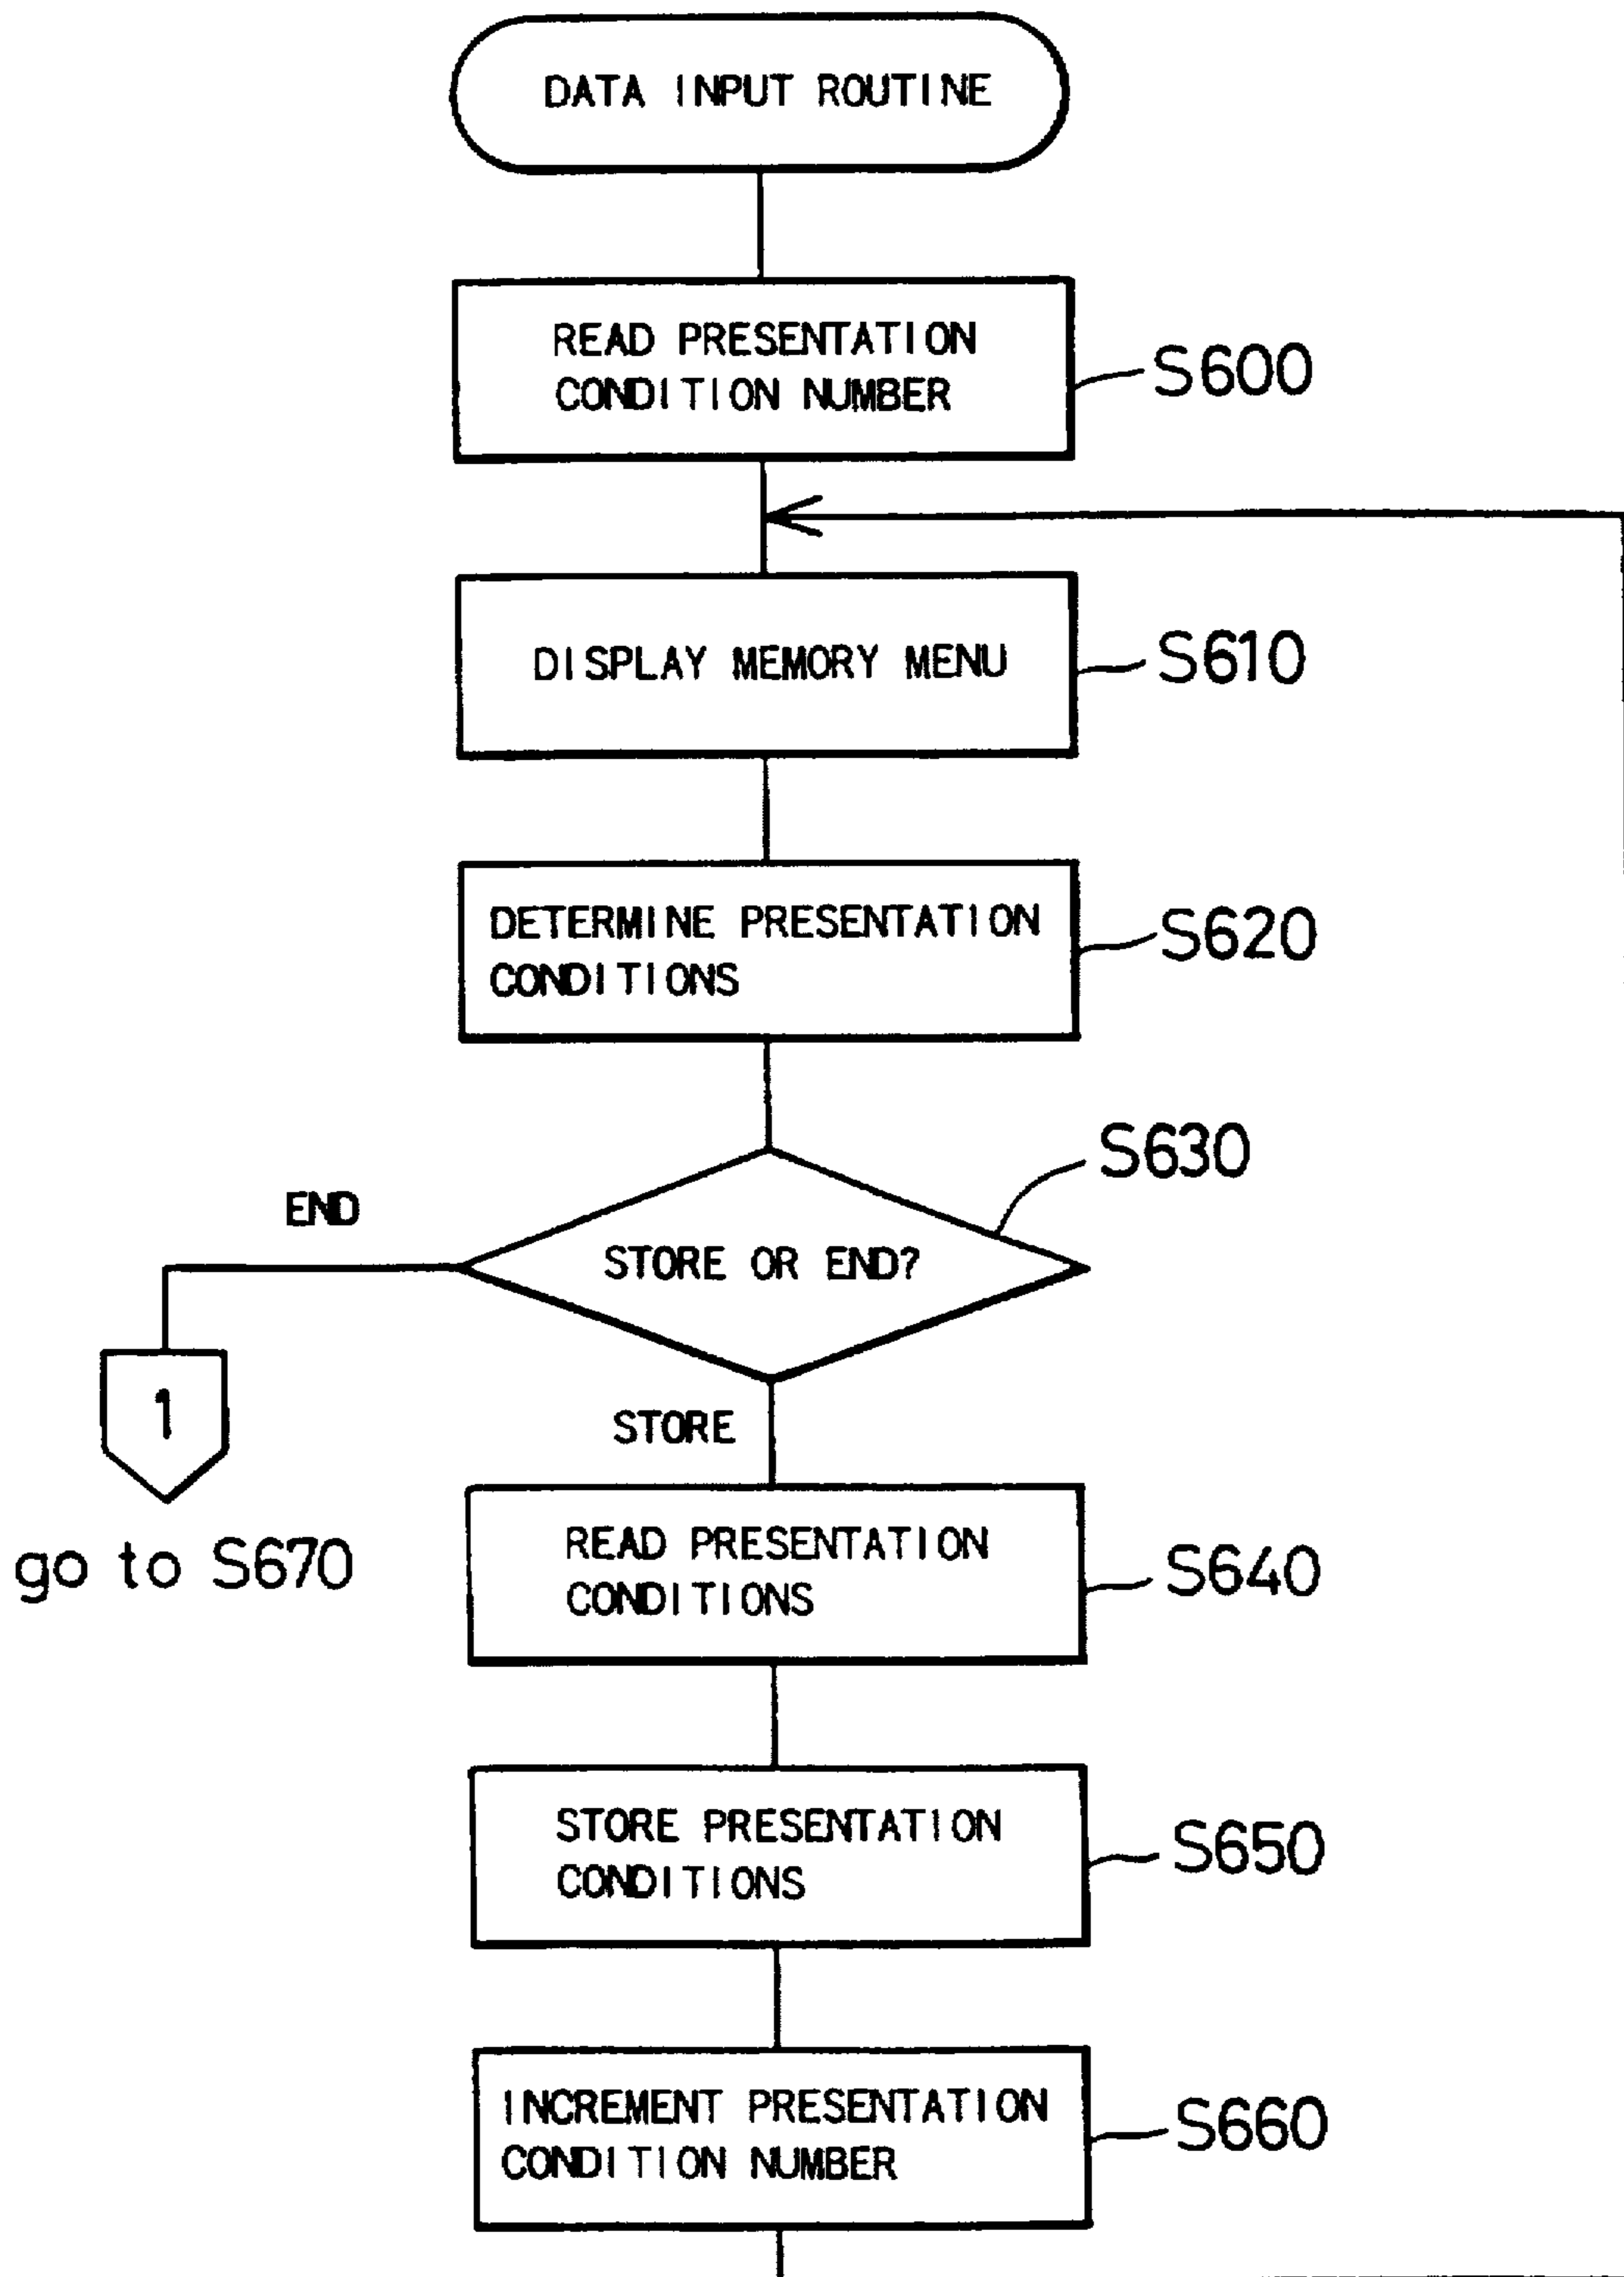 DATA INPUT ROUTINE
READ PRESENTATION
CONDITION NUMBER
S600
DISPLAY MEMORY MENU
S610
DETERMINE PRESENTATION
CONDITIONS
S620
S630
END
STORE OR END?
1
STORE
go to S670
READ PRESENTATION
CONDITIONS
S640
STORE PRESENTATION
CONDITIONS
S650
INCREMENT PRESENTATION
CONDITION NUMBER
S660